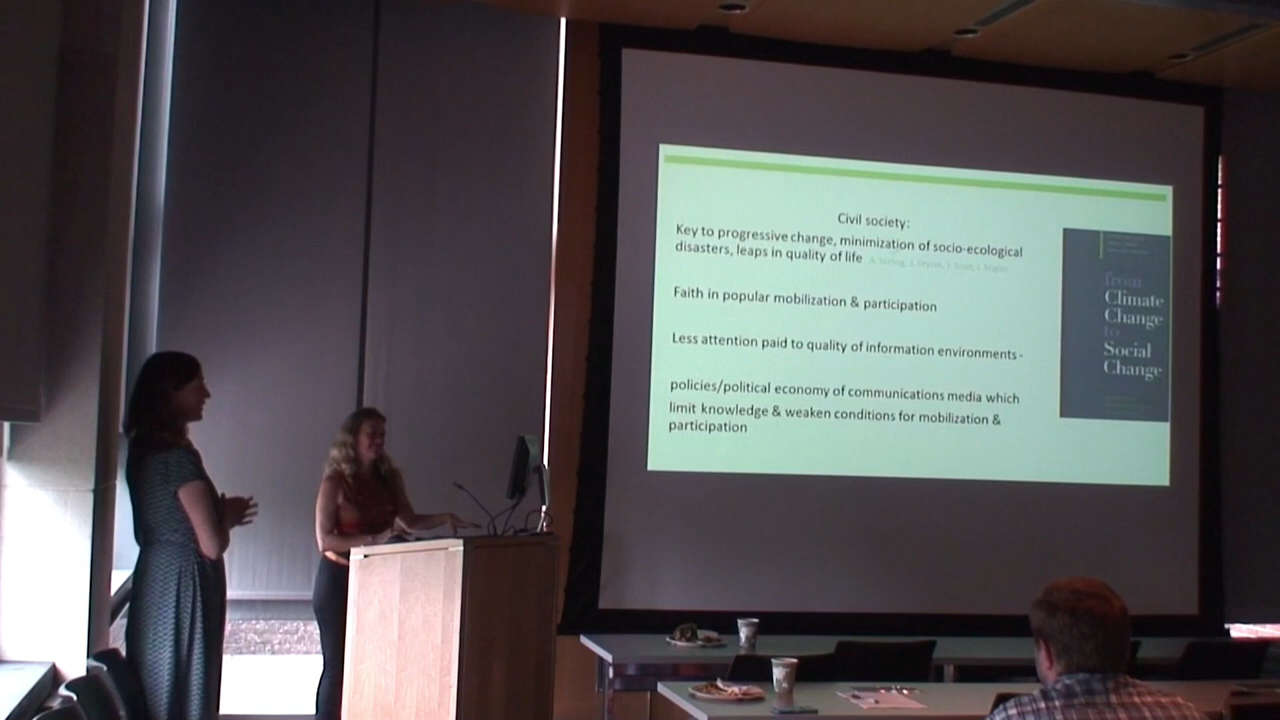 Civil society:
Key to progressive change, minimization of socio-ecological
disasters, leaps in quality of life
Faith in popular mobilization & participation
Less attention paid to quality of information environments -
policies/political economy of communications media which
limit knowledge & weaken conditions for mobilization &
participation
from
Climate
Change
to
Social
Change